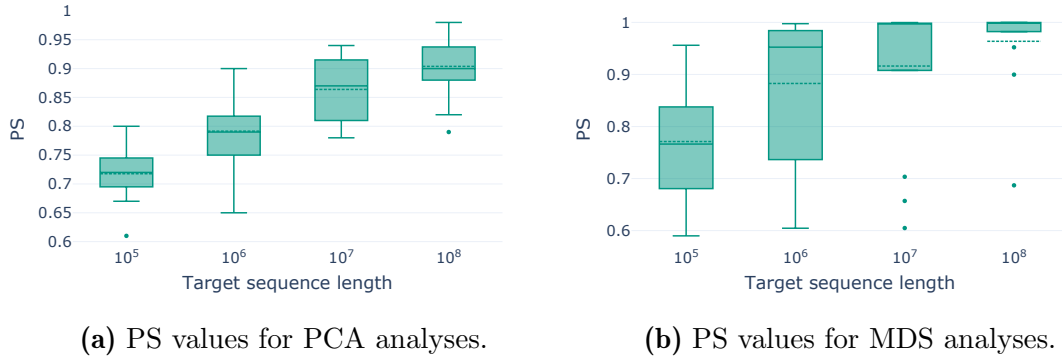 1
0.95
0.9
0.85
0.8
0.75
0.7
0.65
0.6
PS
10⁵ 10⁶ 10⁷ 10⁸
Target sequence length
(a) PS values for PCA analyses.
1
0.9
0.8
0.7
0.6
PS
10⁵ 10⁶ 10⁷ 10⁸
Target sequence length
(b) PS values for MDS analyses.